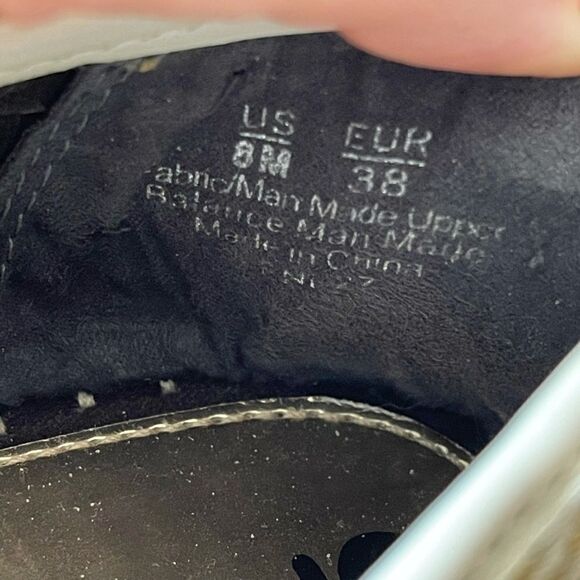 US EUR
8M 38
Fabric/Man Made Upper
Balance Man Made
Made in China